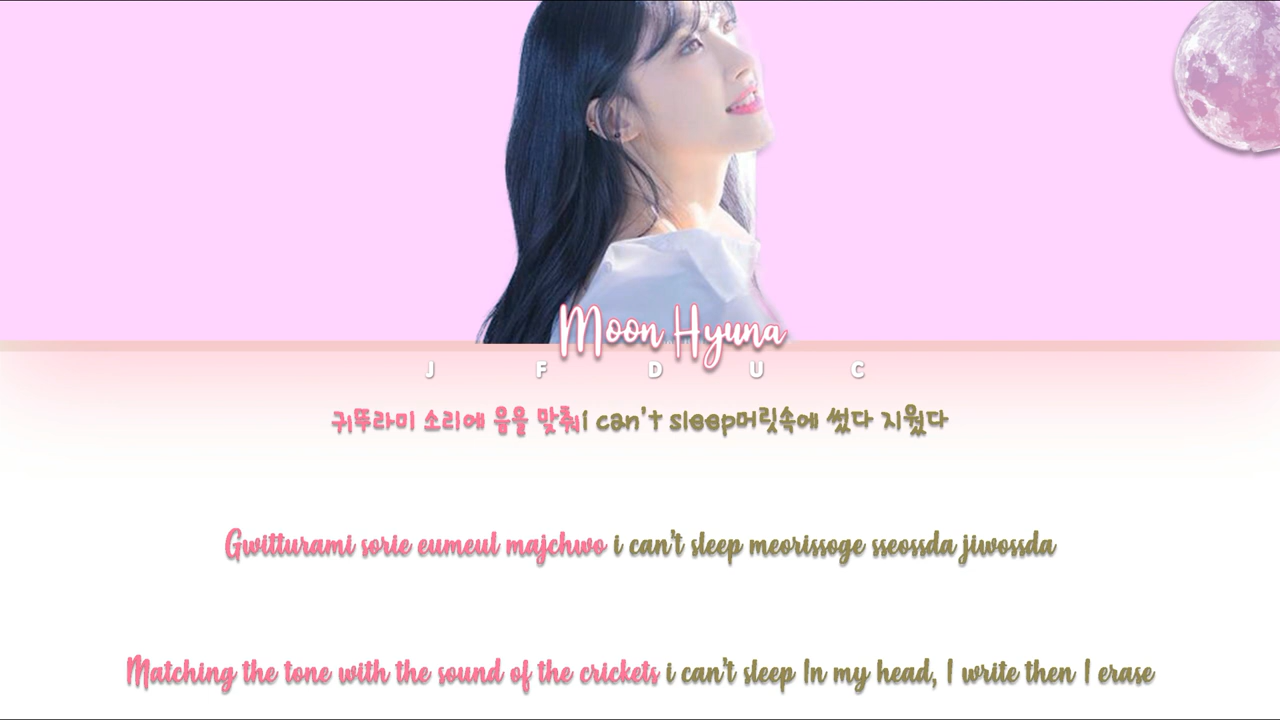 Moon Hyuna
J F D U C
귀뚜라미 소리에 음을 맞춰i can't sleep머릿속에 썼다 지웠다
Gwitturami sorie eumeul majchwo i can't sleep meorissoge sseossda jiwossda
Matching the tone with the sound of the crickets i can't sleep In my head, I write then I erase